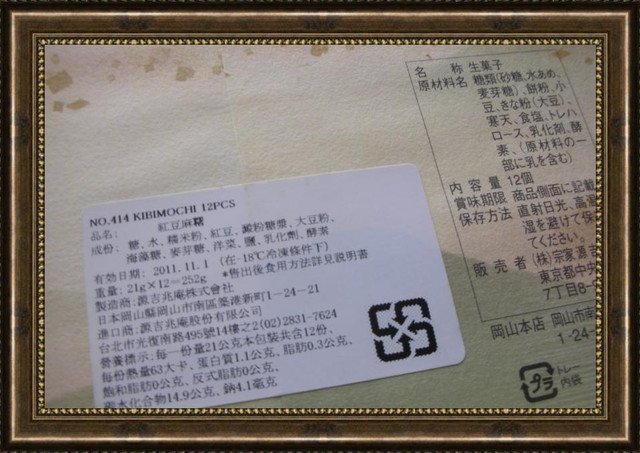 NO.414 KIBIMOCHI 12PCS
品名: 紅豆麻糬
成份: 糖、水、糯米粉、紅豆、澱粉糖漿、大豆粉、
海藻糖、麥芽糖、洋菜、鹽、乳化劑、酵素
有效日期: 2011.11.1 (在-18℃冷凍條件下)
重量: 21g×12=252g *售出後食用方法詳見說明書
製造商: 源吉兆庵株式會社
日本岡山縣岡山市南區築港新町1-24-21
進口商: 源吉兆庵股份有限公司
台北市光復南路495號14樓之2(02)2831-7624
營養標示: 每一份量21公克本包裝共含12份、
每份熱量63大卡、蛋白質1.1公克、脂肪0.3公克、
飽和脂肪0公克、反式脂肪0公克、
碳水化合物14.9公克、鈉4.1毫克
名 称 生菓子
原材料名 糖類(砂糖、水あめ、
麦芽糖)、餅粉、小
豆、きな粉(大豆)、
寒天、食塩、トレハ
ロース、乳化剤、酵
素、(原材料の一
部に乳を含む)
内容量 12個
賞味期限 商品側面に記載
保存方法 直射日光、高温
温を避けて保
てください。
販売者 (株)宗家源吉
東京都中央
7丁目8-
岡山本店 岡山市南
1-24-
プラ
トレー
内袋